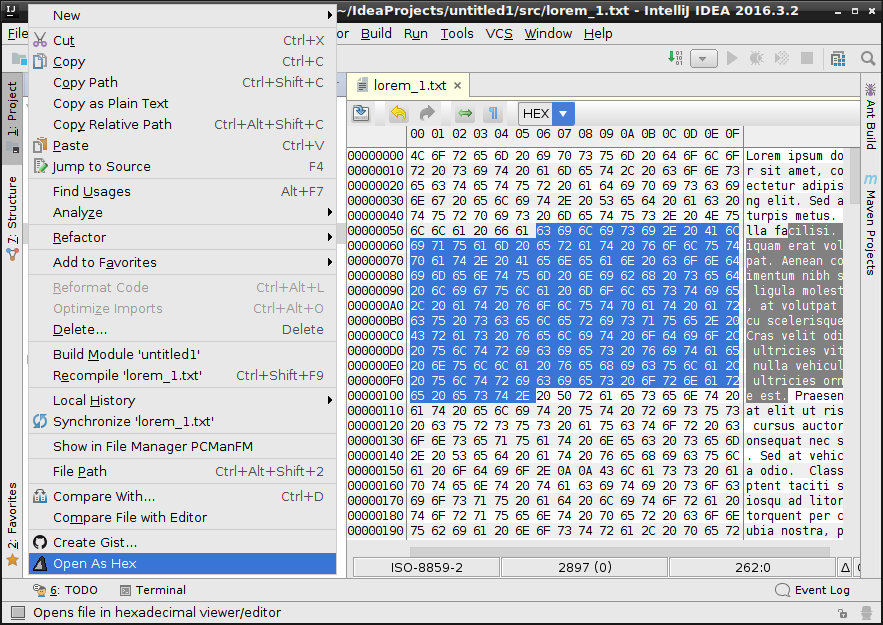 ~/IdeaProjects/untitled1/src/lorem_1.txt - IntelliJ IDEA 2016.3.2
File
or Build Run Tools VCS Window Help
New
Cut Ctrl+X
Copy Ctrl+C
Copy Path Ctrl+Shift+C
Copy as Plain Text
Copy Relative Path Ctrl+Alt+Shift+C
Paste Ctrl+V
Jump to Source F4
Find Usages Alt+F7
Analyze
Refactor
Add to Favorites
Reformat Code Ctrl+Alt+L
Optimize Imports Ctrl+Alt+O
Delete... Delete
Build Module 'untitled1'
Recompile 'lorem_1.txt' Ctrl+Shift+F9
Local History
Synchronize 'lorem_1.txt'
Show in File Manager PCManFM
File Path Ctrl+Alt+Shift+2
Compare With... Ctrl+D
Compare File with Editor
Create Gist...
Open As Hex
1: Project
7: Structure
2: Favorites
lorem_1.txt
HEX
00 01 02 03 04 05 06 07 08 09 0A 0B 0C 0D 0E 0F
00000000 4C 6F 72 65 6D 20 69 70 73 75 6D 20 64 6F 6C 6F Lorem ipsum do
00000010 72 20 73 69 74 20 61 6D 65 74 2C 20 63 6F 6E 73 r sit amet, co
00000020 65 63 74 65 74 75 72 20 61 64 69 70 69 73 63 69 ectetur adipis
00000030 6E 67 20 65 6C 69 74 2E 20 53 65 64 20 61 63 20 ng elit. Sed a
00000040 74 75 72 70 69 73 20 6D 65 74 75 73 2E 20 4E 75 turpis metus.
00000050 6C 6C 61 20 66 61 63 69 6C 69 73 69 2E 20 41 6C lla facilisi.
00000060 69 71 75 61 6D 20 65 72 61 74 20 76 6F 6C 75 74 iquam erat vol
00000070 70 61 74 2E 20 41 65 6E 65 61 6E 20 63 6F 6E 64 pat. Aenean co
00000080 69 6D 65 6E 74 75 6D 20 6E 69 62 68 20 73 65 64 imentum nibh s
00000090 20 6C 69 67 75 6C 61 20 6D 6F 6C 65 73 74 69 65 ligula molest
000000A0 2C 20 61 74 20 76 6F 6C 75 74 70 61 74 20 61 72 , at volutpat
000000B0 63 75 20 73 63 65 6C 65 72 69 73 71 75 65 2E 20 cu scelerisque
000000C0 43 72 61 73 20 76 65 6C 69 74 20 6F 64 69 6F 2C Cras velit odi
000000D0 20 75 6C 74 72 69 63 69 65 73 20 76 69 74 61 65 ultricies vit
000000E0 20 6E 75 6C 6C 61 20 76 65 68 69 63 75 6C 61 2C nulla vehicul
000000F0 20 75 6C 74 72 69 63 69 65 73 20 6F 72 6E 61 72 ultricies orn
00000100 65 20 65 73 74 2E 20 50 72 61 65 73 65 6E 74 20 e est. Praesen
00000110 61 74 20 65 6C 69 74 20 75 74 20 72 69 73 75 73 at elit ut ris
00000120 20 63 75 72 73 75 73 20 61 75 63 74 6F 72 20 63 cursus auctor
00000130 6F 6E 73 65 71 75 61 74 20 6E 65 63 20 73 65 6D onsequat nec s
00000140 2E 20 53 65 64 20 61 74 20 76 65 68 69 63 75 6C . Sed at vehic
00000150 61 20 6F 64 69 6F 2E 0A 0A 43 6C 61 73 73 20 61 a odio. Class
00000160 70 74 65 6E 74 20 74 61 63 69 74 69 20 73 6F 63 ptent taciti s
00000170 69 6F 73 71 75 20 61 64 20 6C 69 74 6F 72 61 20 iosqu ad litor
00000180 74 6F 72 71 75 65 6E 74 20 70 65 72 20 63 6F 6E torquent per c
00000190 75 62 69 61 20 6E 6F 73 74 72 61 2C 20 70 65 72 ubia nostra, p
Ant Build
m Maven Projects
ISO-8859-2 2897 (0) 262:0 Δ
6: TODO Terminal Event Log
Opens file in hexadecimal viewer/editor